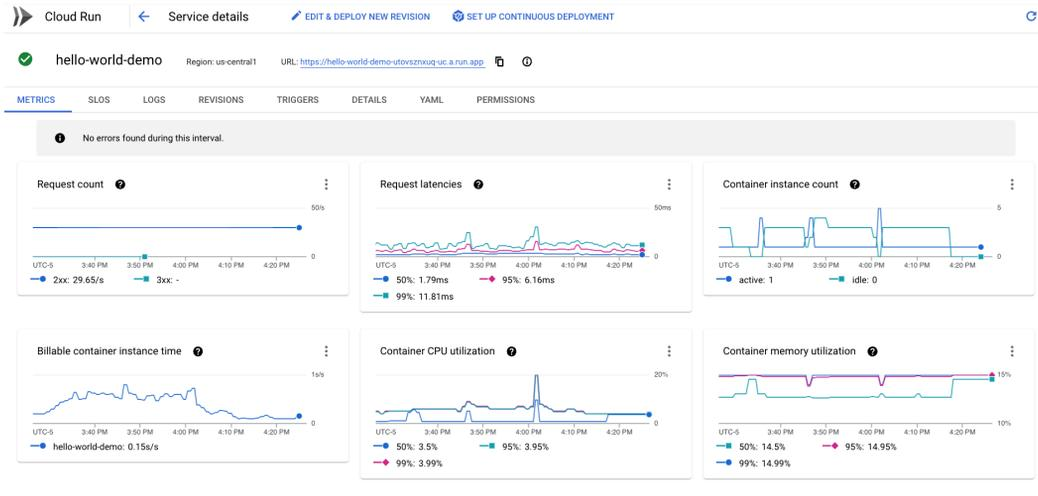 Cloud Run
Service details
EDIT & DEPLOY NEW REVISION
SET UP CONTINUOUS DEPLOYMENT
hello-world-demo
Region: us-central1
URL: https://hello-world-demo-utovsznxuq-uc.a.run.app
METRICS SLOS LOGS REVISIONS TRIGGERS DETAILS YAML PERMISSIONS
No errors found during this interval.
Request count
50/s
0
UTC-5 3:40 PM 3:50 PM 4:00 PM 4:10 PM 4:20 PM
2xx: 29.65/s 3xx: -
Request latencies
50ms
0
UTC-5 3:40 PM 3:50 PM 4:00 PM 4:10 PM 4:20 PM
50%: 1.79ms 95%: 6.16ms
99%: 11.81ms
Container instance count
5
0
UTC-5 3:40 PM 3:50 PM 4:00 PM 4:10 PM 4:20 PM
active: 1 idle: 0
Billable container instance time
1s/s
0
UTC-5 3:40 PM 3:50 PM 4:00 PM 4:10 PM 4:20 PM
hello-world-demo: 0.15s/s
Container CPU utilization
20%
0
UTC-5 3:40 PM 3:50 PM 4:00 PM 4:10 PM 4:20 PM
50%: 3.5% 95%: 3.95%
99%: 3.99%
Container memory utilization
15%
10%
UTC-5 3:40 PM 3:50 PM 4:00 PM 4:10 PM 4:20 PM
50%: 14.5% 95%: 14.95%
99%: 14.99%